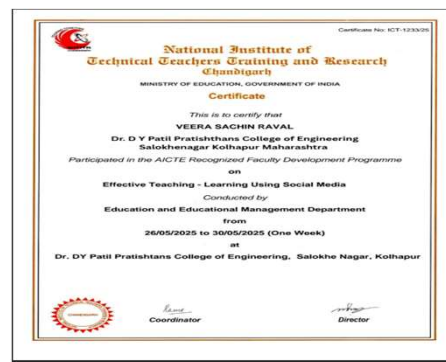 Certificate No: ICT-1233/25
National Institute of
Technical Teachers Training and Research
Chandigarh
MINISTRY OF EDUCATION, GOVERNMENT OF INDIA
Certificate
This is to certify that
VEERA SACHIN RAVAL
Dr. D Y Patil Pratishthans College of Engineering
Salokhenagar Kolhapur Maharashtra
Participated in the AICTE Recognized Faculty Development Programme
on
Effective Teaching - Learning Using Social Media
Conducted by
Education and Educational Management Department
from
26/05/2025 to 30/05/2025 (One Week)
at
Dr. DY Patil Pratishtans College of Engineering, Salokhe Nagar, Kolhapur
Coordinator
Director